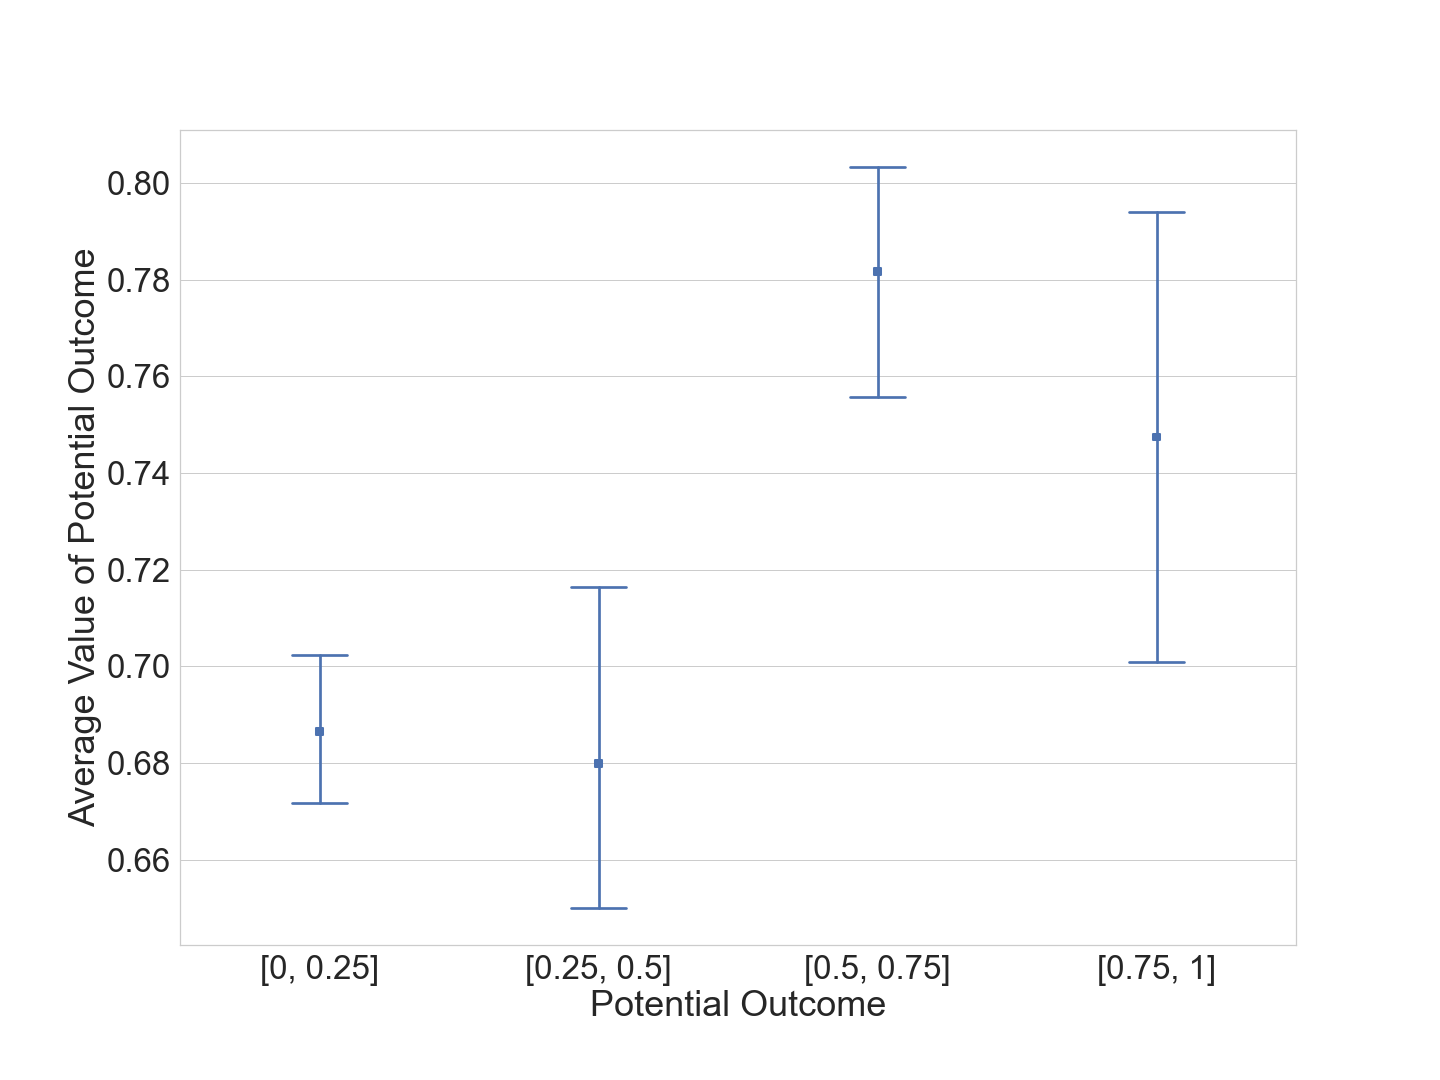 0.80
0.78
0.76
0.74
0.72
0.70
0.68
0.66
Average Value of Potential Outcome
[0, 0.25] [0.25, 0.5] [0.5, 0.75] [0.75, 1]
Potential Outcome